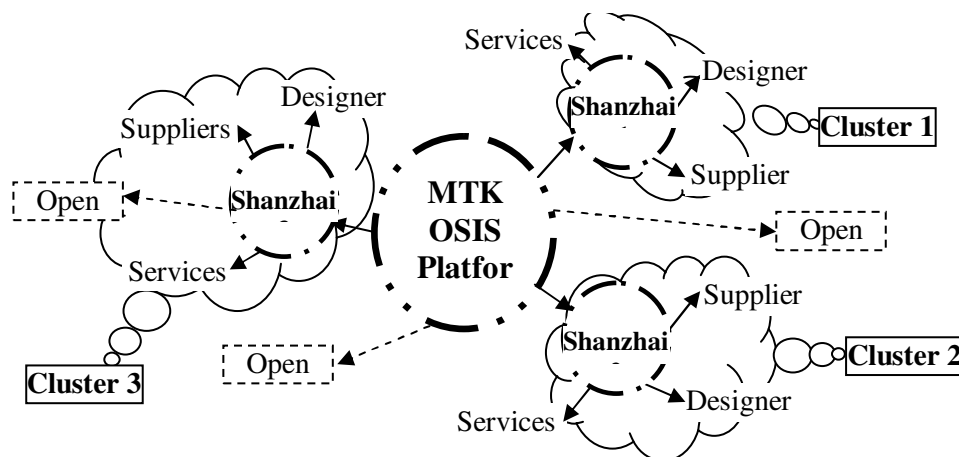 Services
Designer
Shanzhai
Supplier
Cluster 1
Designer
Suppliers
Shanzhai
Open
Services
Cluster 3
MTK
OSIS
Platfor
Open
Open
Supplier
Shanzhai
Designer
Services
Cluster 2